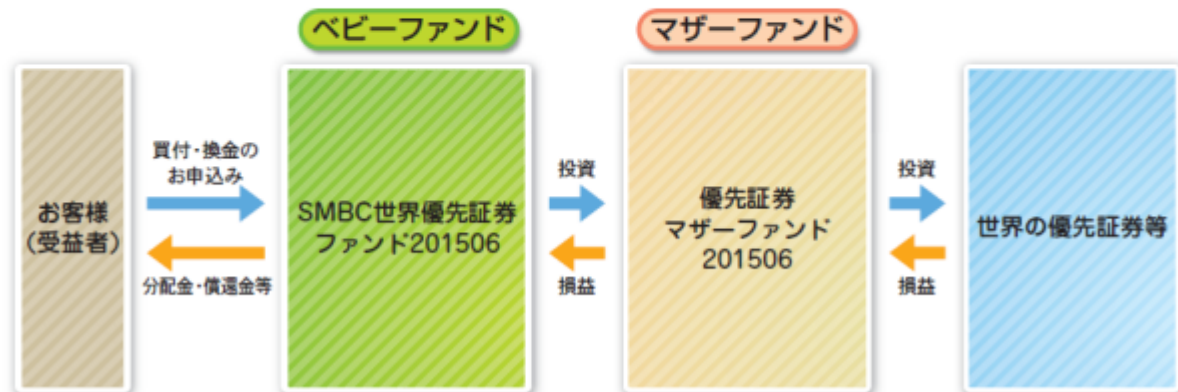 ベビーファンド
マザーファンド
お客様
(受益者)
買付・換金の
お申込み
分配金・償還金等
SMBC世界優先証券
ファンド201506
投資
損益
優先証券
マザーファンド
201506
投資
損益
世界の優先証券等